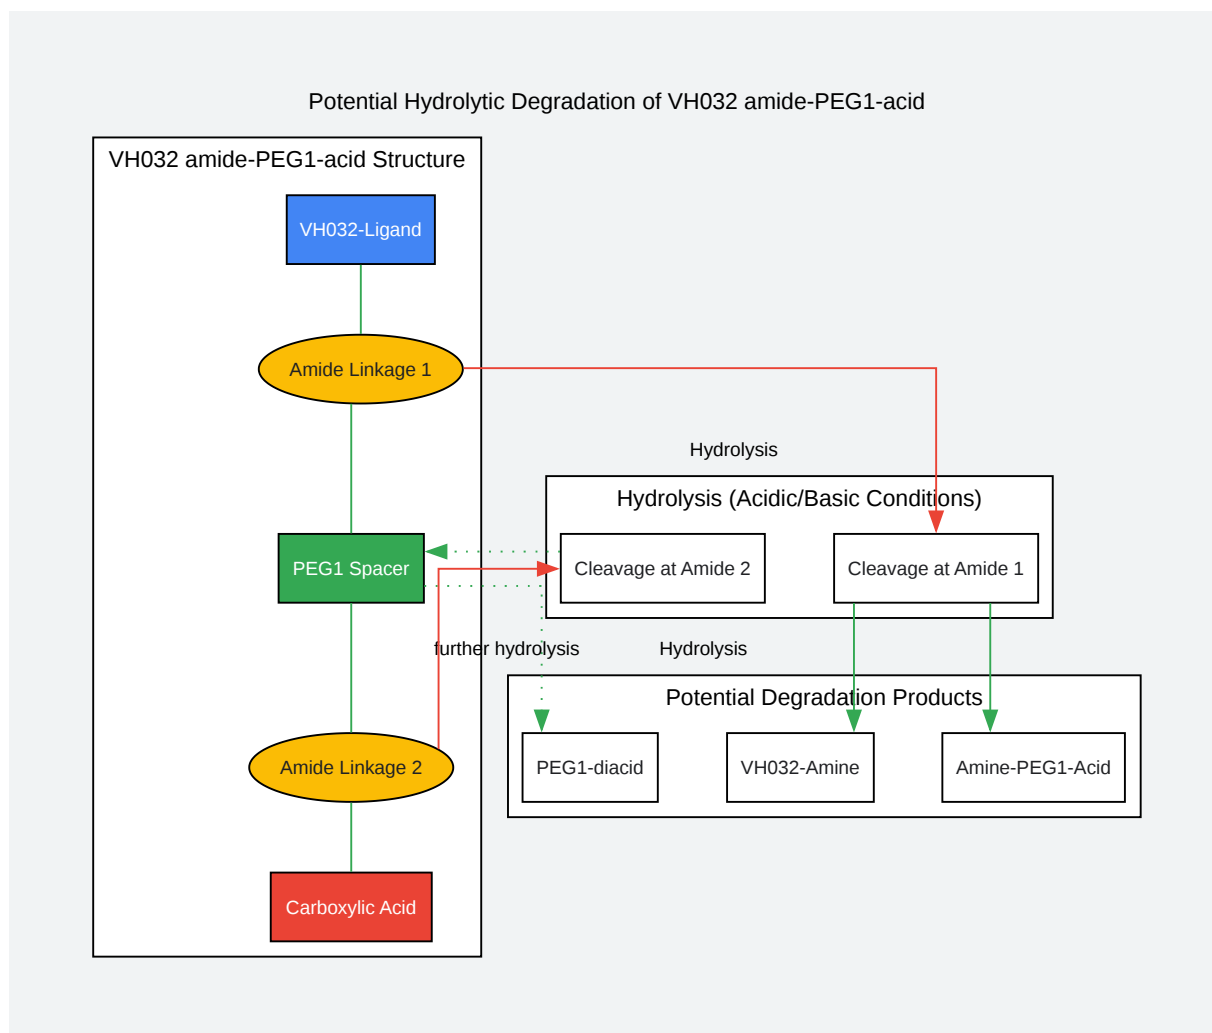 Potential Hydrolytic Degradation of VH032 amide-PEG1-acid
VH032 amide-PEG1-acid Structure
VH032-Ligand
Amide Linkage 1
Hydrolysis
Hydrolysis (Acidic/Basic Conditions)
PEG1 Spacer
Cleavage at Amide 2
Cleavage at Amide 1
further hydrolysis
Hydrolysis
Potential Degradation Products
Amide Linkage 2
PEG1-diacid
VH032-Amine
Amine-PEG1-Acid
Carboxylic Acid